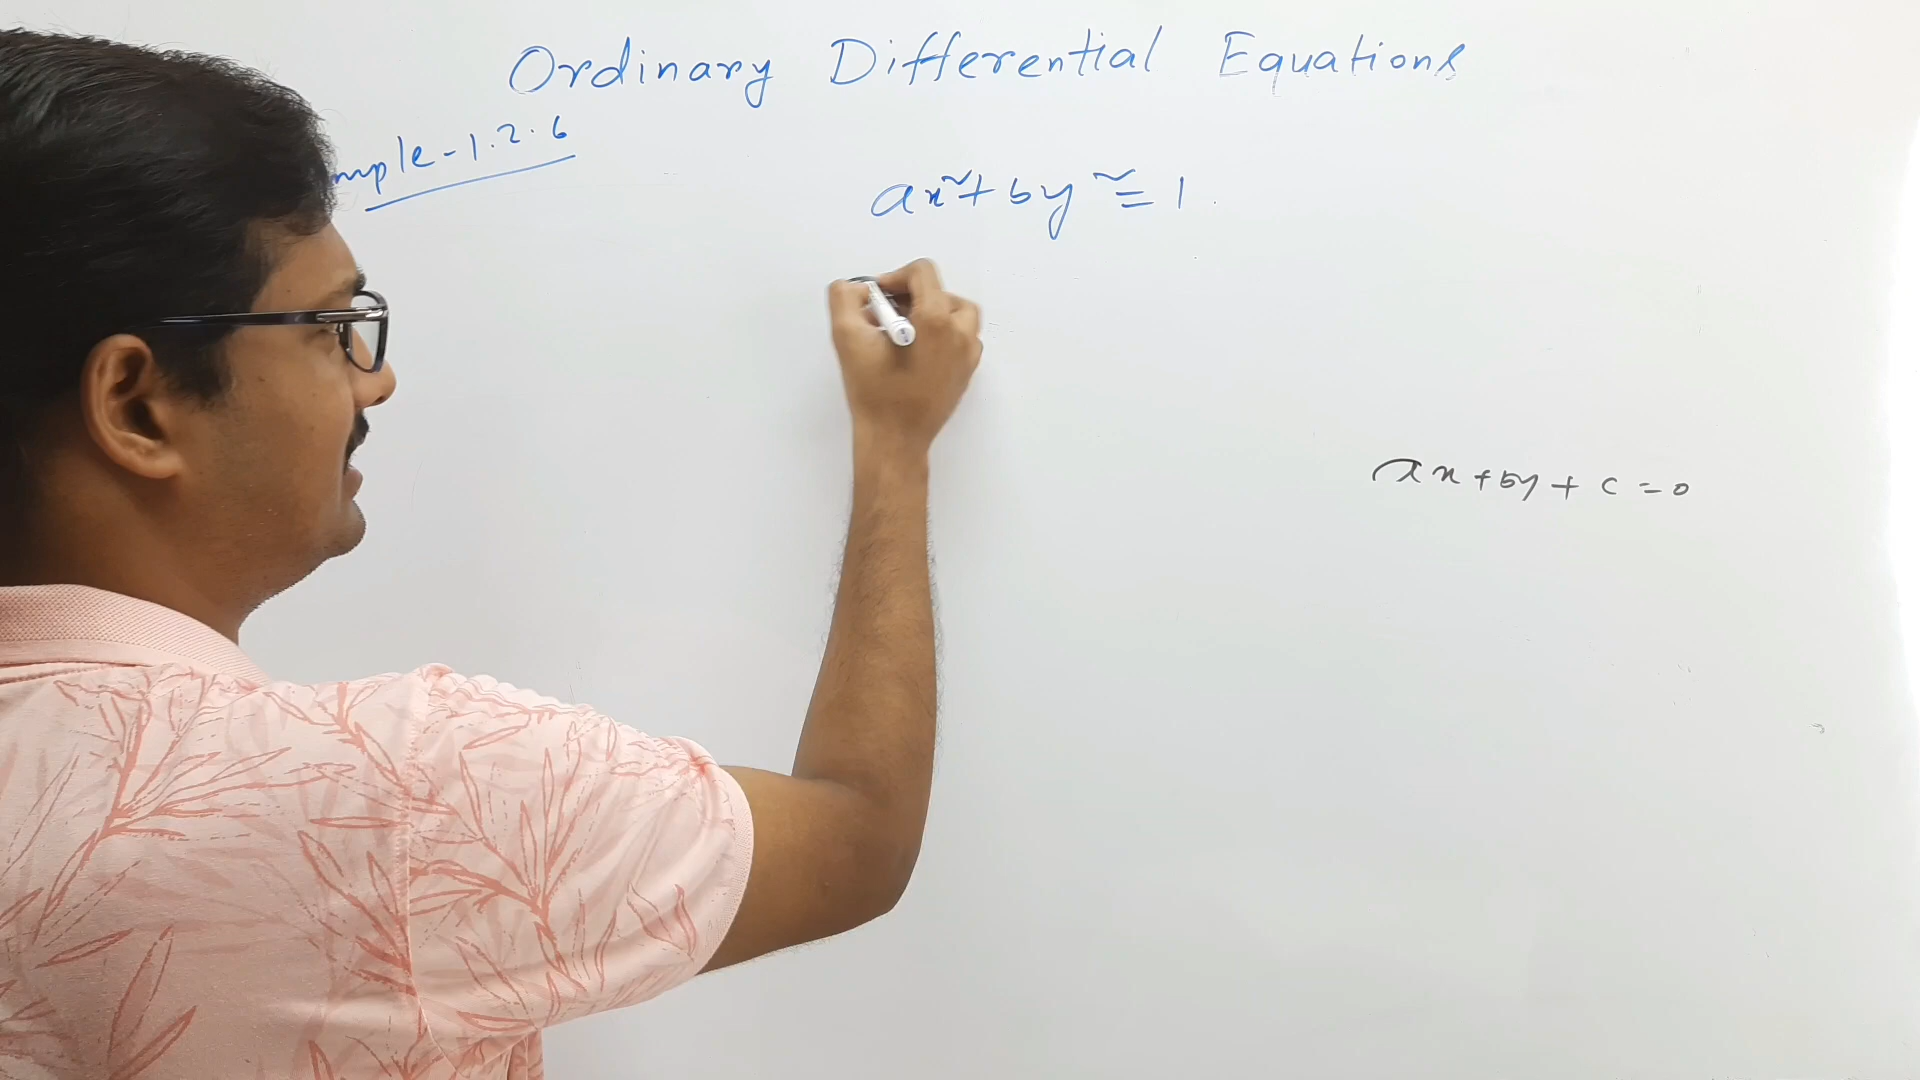 Ordinary Differential Equations
mple-1.2.6
ax²+by²=1
ax+by+c=0